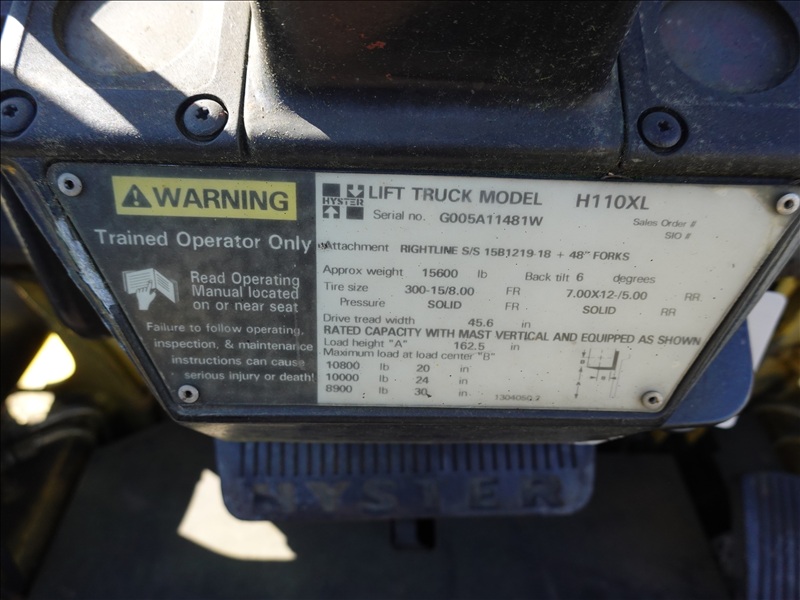 WARNING
Trained Operator Only
Read Operating
Manual located
on or near seat
Failure to follow operating,
inspection, & maintenance
instructions can cause
serious injury or death!
HYSTER
LIFT TRUCK MODEL H110XL
Serial no. G005A11481W
Sales Order #
SIO #
Attachment RIGHTLINE S/S 15B1219-18 + 48" FORKS
Approx weight 15600 lb Back tilt 6 degrees
Tire size 300-15/8.00 FR 7.00X12-/5.00 RR
Pressure SOLID FR SOLID RR
Drive tread width 45.6 in
RATED CAPACITY WITH MAST VERTICAL AND EQUIPPED AS SHOWN
Load height "A" 162.5 in
Maximum load at load center "B"
10800 lb 20 in
10000 lb 24 in
8900 lb 30 in
HYSTER